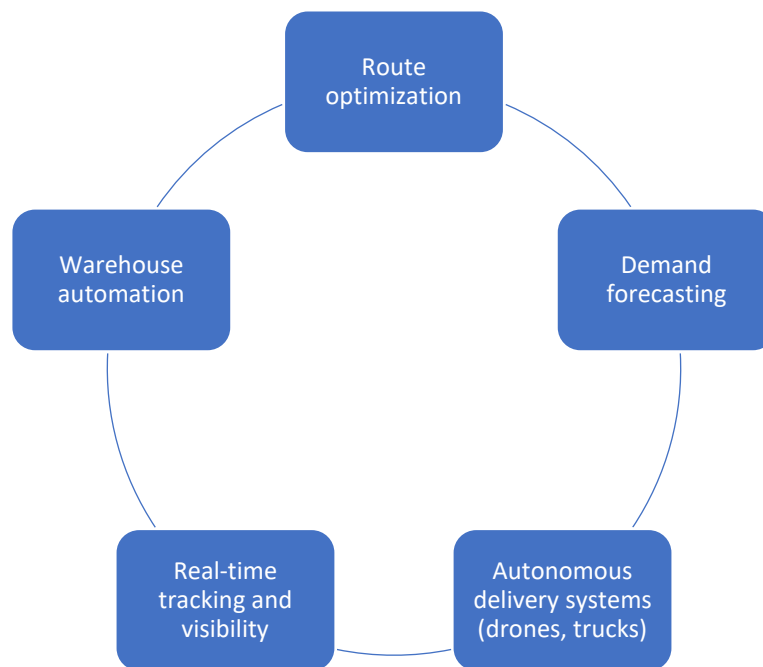 Route
optimization
Demand
forecasting
Autonomous
delivery systems
(drones, trucks)
Real-time
tracking and
visibility
Warehouse
automation